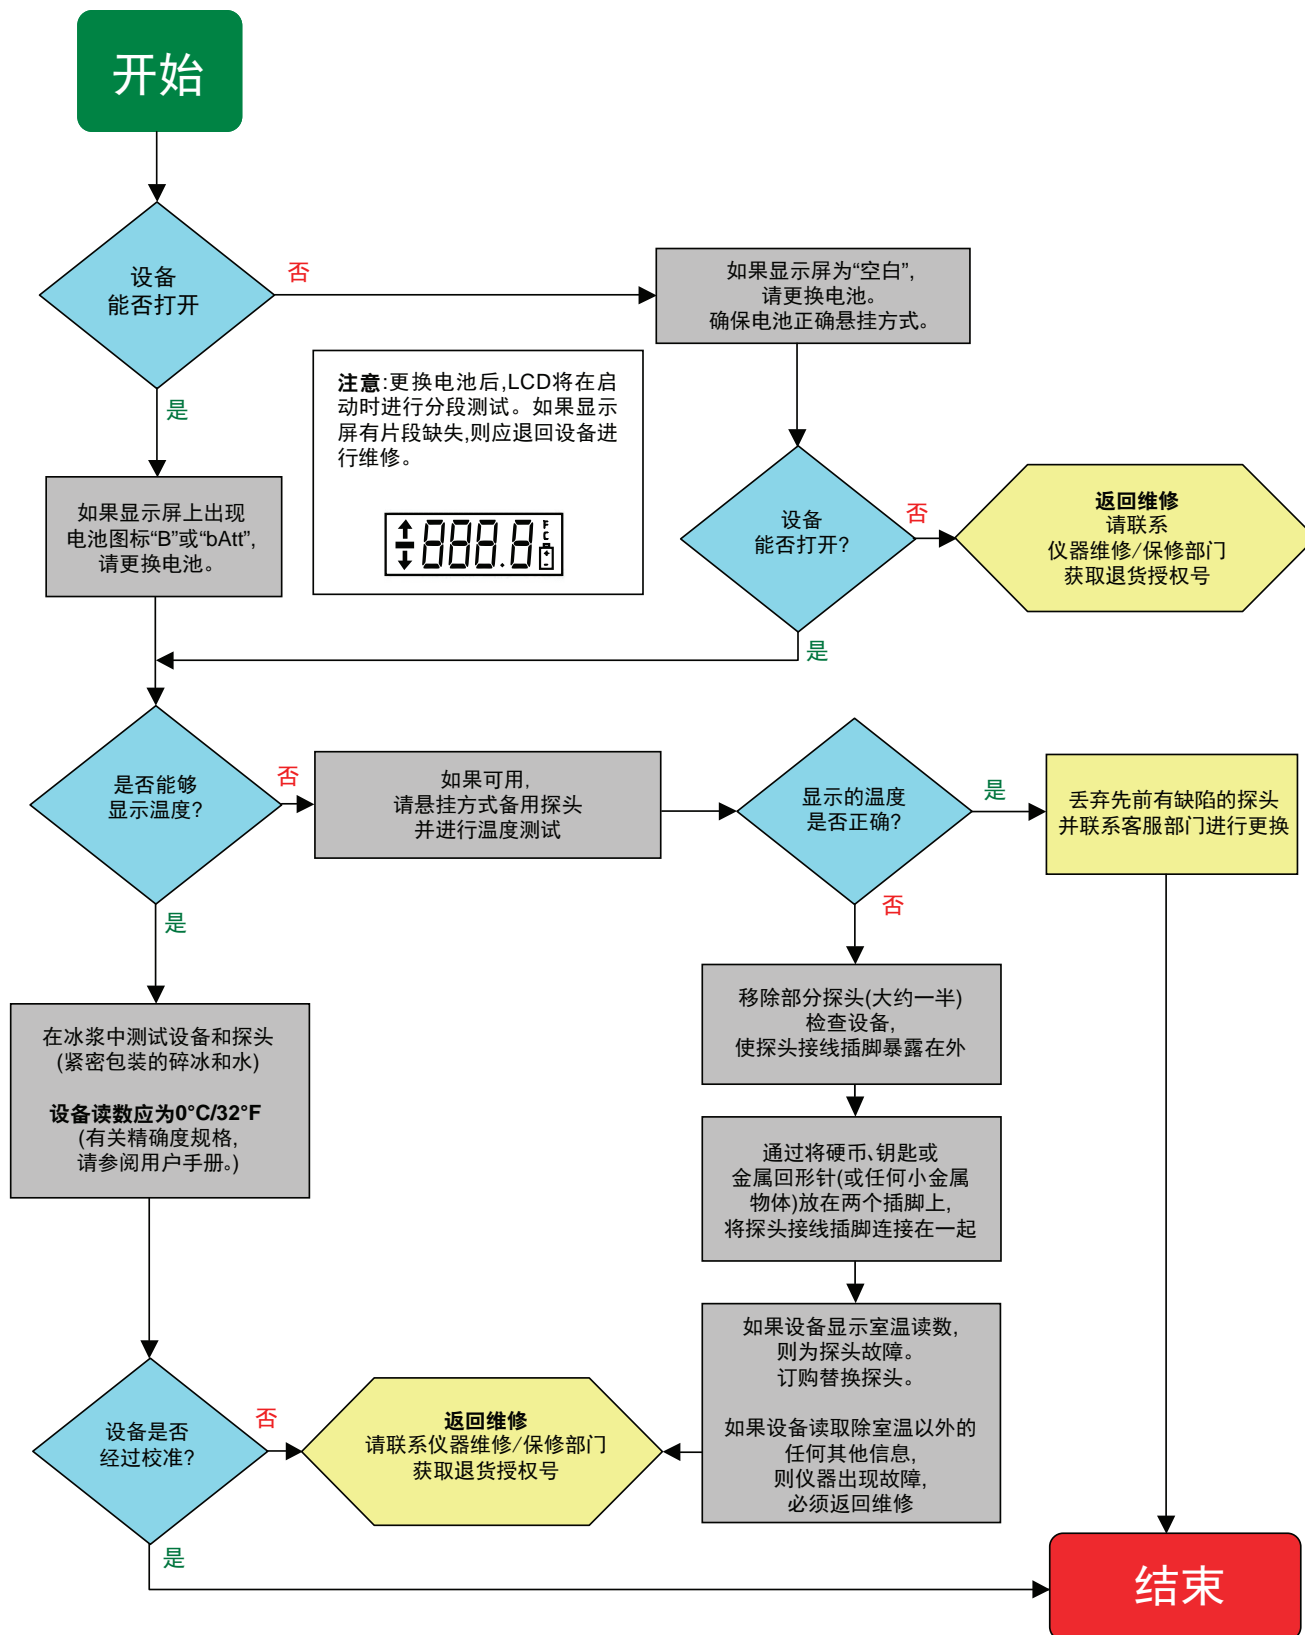 开始
设备
能否打开
否
如果显示屏为“空白”,
请更换电池。
确保电池正确悬挂方式。
是
注意:更换电池后,LCD将在启
动时进行分段测试。如果显示
屏有片段缺失,则应退回设备进
行维修。
888.8
F
C
如果显示屏上出现
电池图标“B”或“bAtt”,
请更换电池。
设备
能否打开?
否
返回维修
请联系
仪器维修/保修部门
获取退货授权号
是
是否能够
显示温度?
否
如果可用,
请悬挂方式备用探头
并进行温度测试
显示的温度
是否正确?
是
丢弃先前有缺陷的探头
并联系客服部门进行更换
是
否
在冰浆中测试设备和探头
(紧密包装的碎冰和水)
设备读数应为0°C/32°F
(有关精确度规格,
请参阅用户手册。)
移除部分探头(大约一半)
检查设备,
使探头接线插脚暴露在外
通过将硬币、钥匙或
金属回形针(或任何小金属
物体)放在两个插脚上,
将探头接线插脚连接在一起
如果设备显示室温读数,
则为探头故障。
订购替换探头。
如果设备读取除室温以外的
任何其他信息,
则仪器出现故障,
必须返回维修
设备是否
经过校准?
否
返回维修
请联系仪器维修/保修部门
获取退货授权号
是
结束